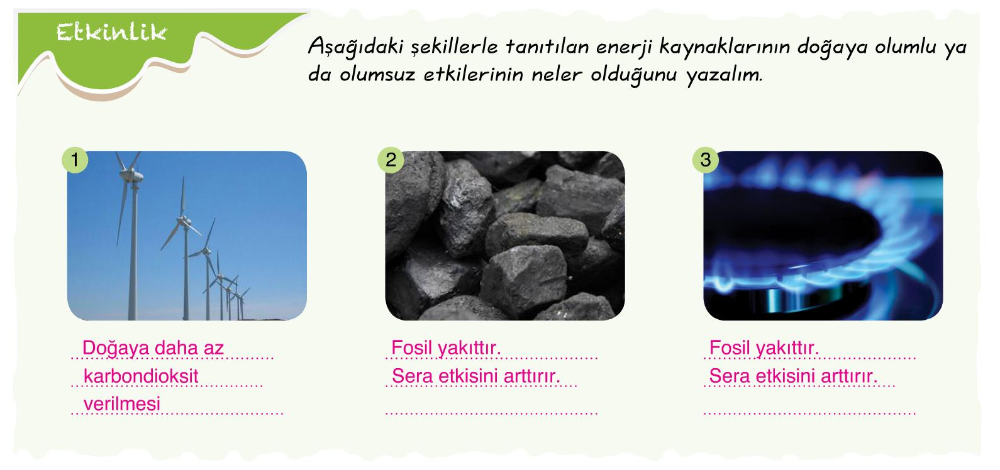 Etkinlik
Aşağıdaki şekillerle tanıtılan enerji kaynaklarının doğaya olumlu ya
da olumsuz etkilerinin neler olduğunu yazalım.
1
Doğaya daha az
karbondioksit
verilmesi
2
Fosil yakıttır.
Sera etkisini arttırır.
3
Fosil yakıttır.
Sera etkisini arttırır.